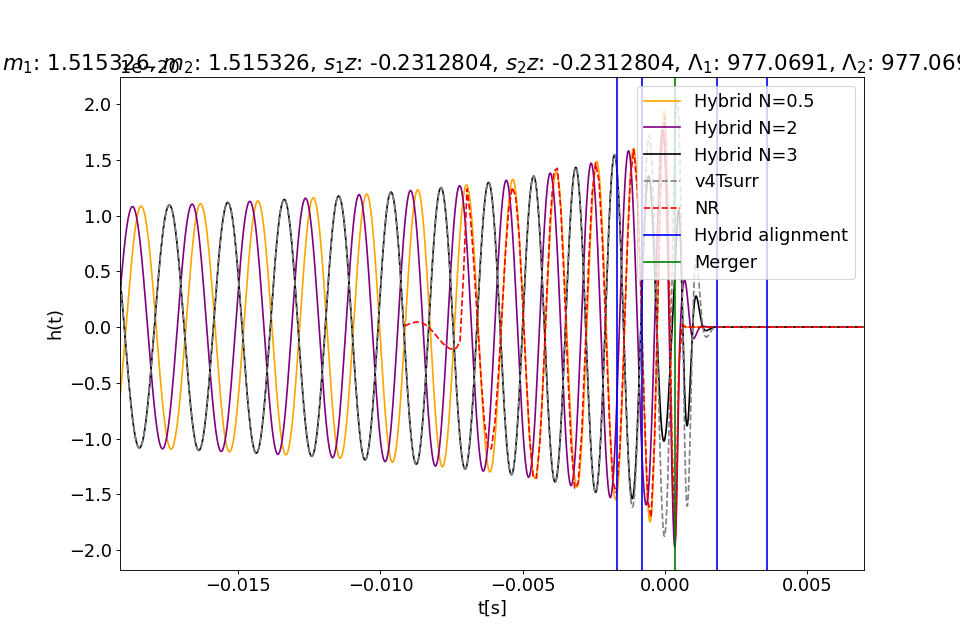 m₁: 1.515326, m₂: 1.515326, s₁z: -0.2312804, s₂z: -0.2312804, Λ₁: 977.0691, Λ₂: 977.069
1e−20
2.0
1.5
1.0
0.5
0.0
−0.5
−1.0
−1.5
−2.0
h(t)
Hybrid N=0.5
Hybrid N=2
Hybrid N=3
v4Tsurr
NR
Hybrid alignment
Merger
−0.015
−0.010
−0.005
0.000
0.005
t[s]